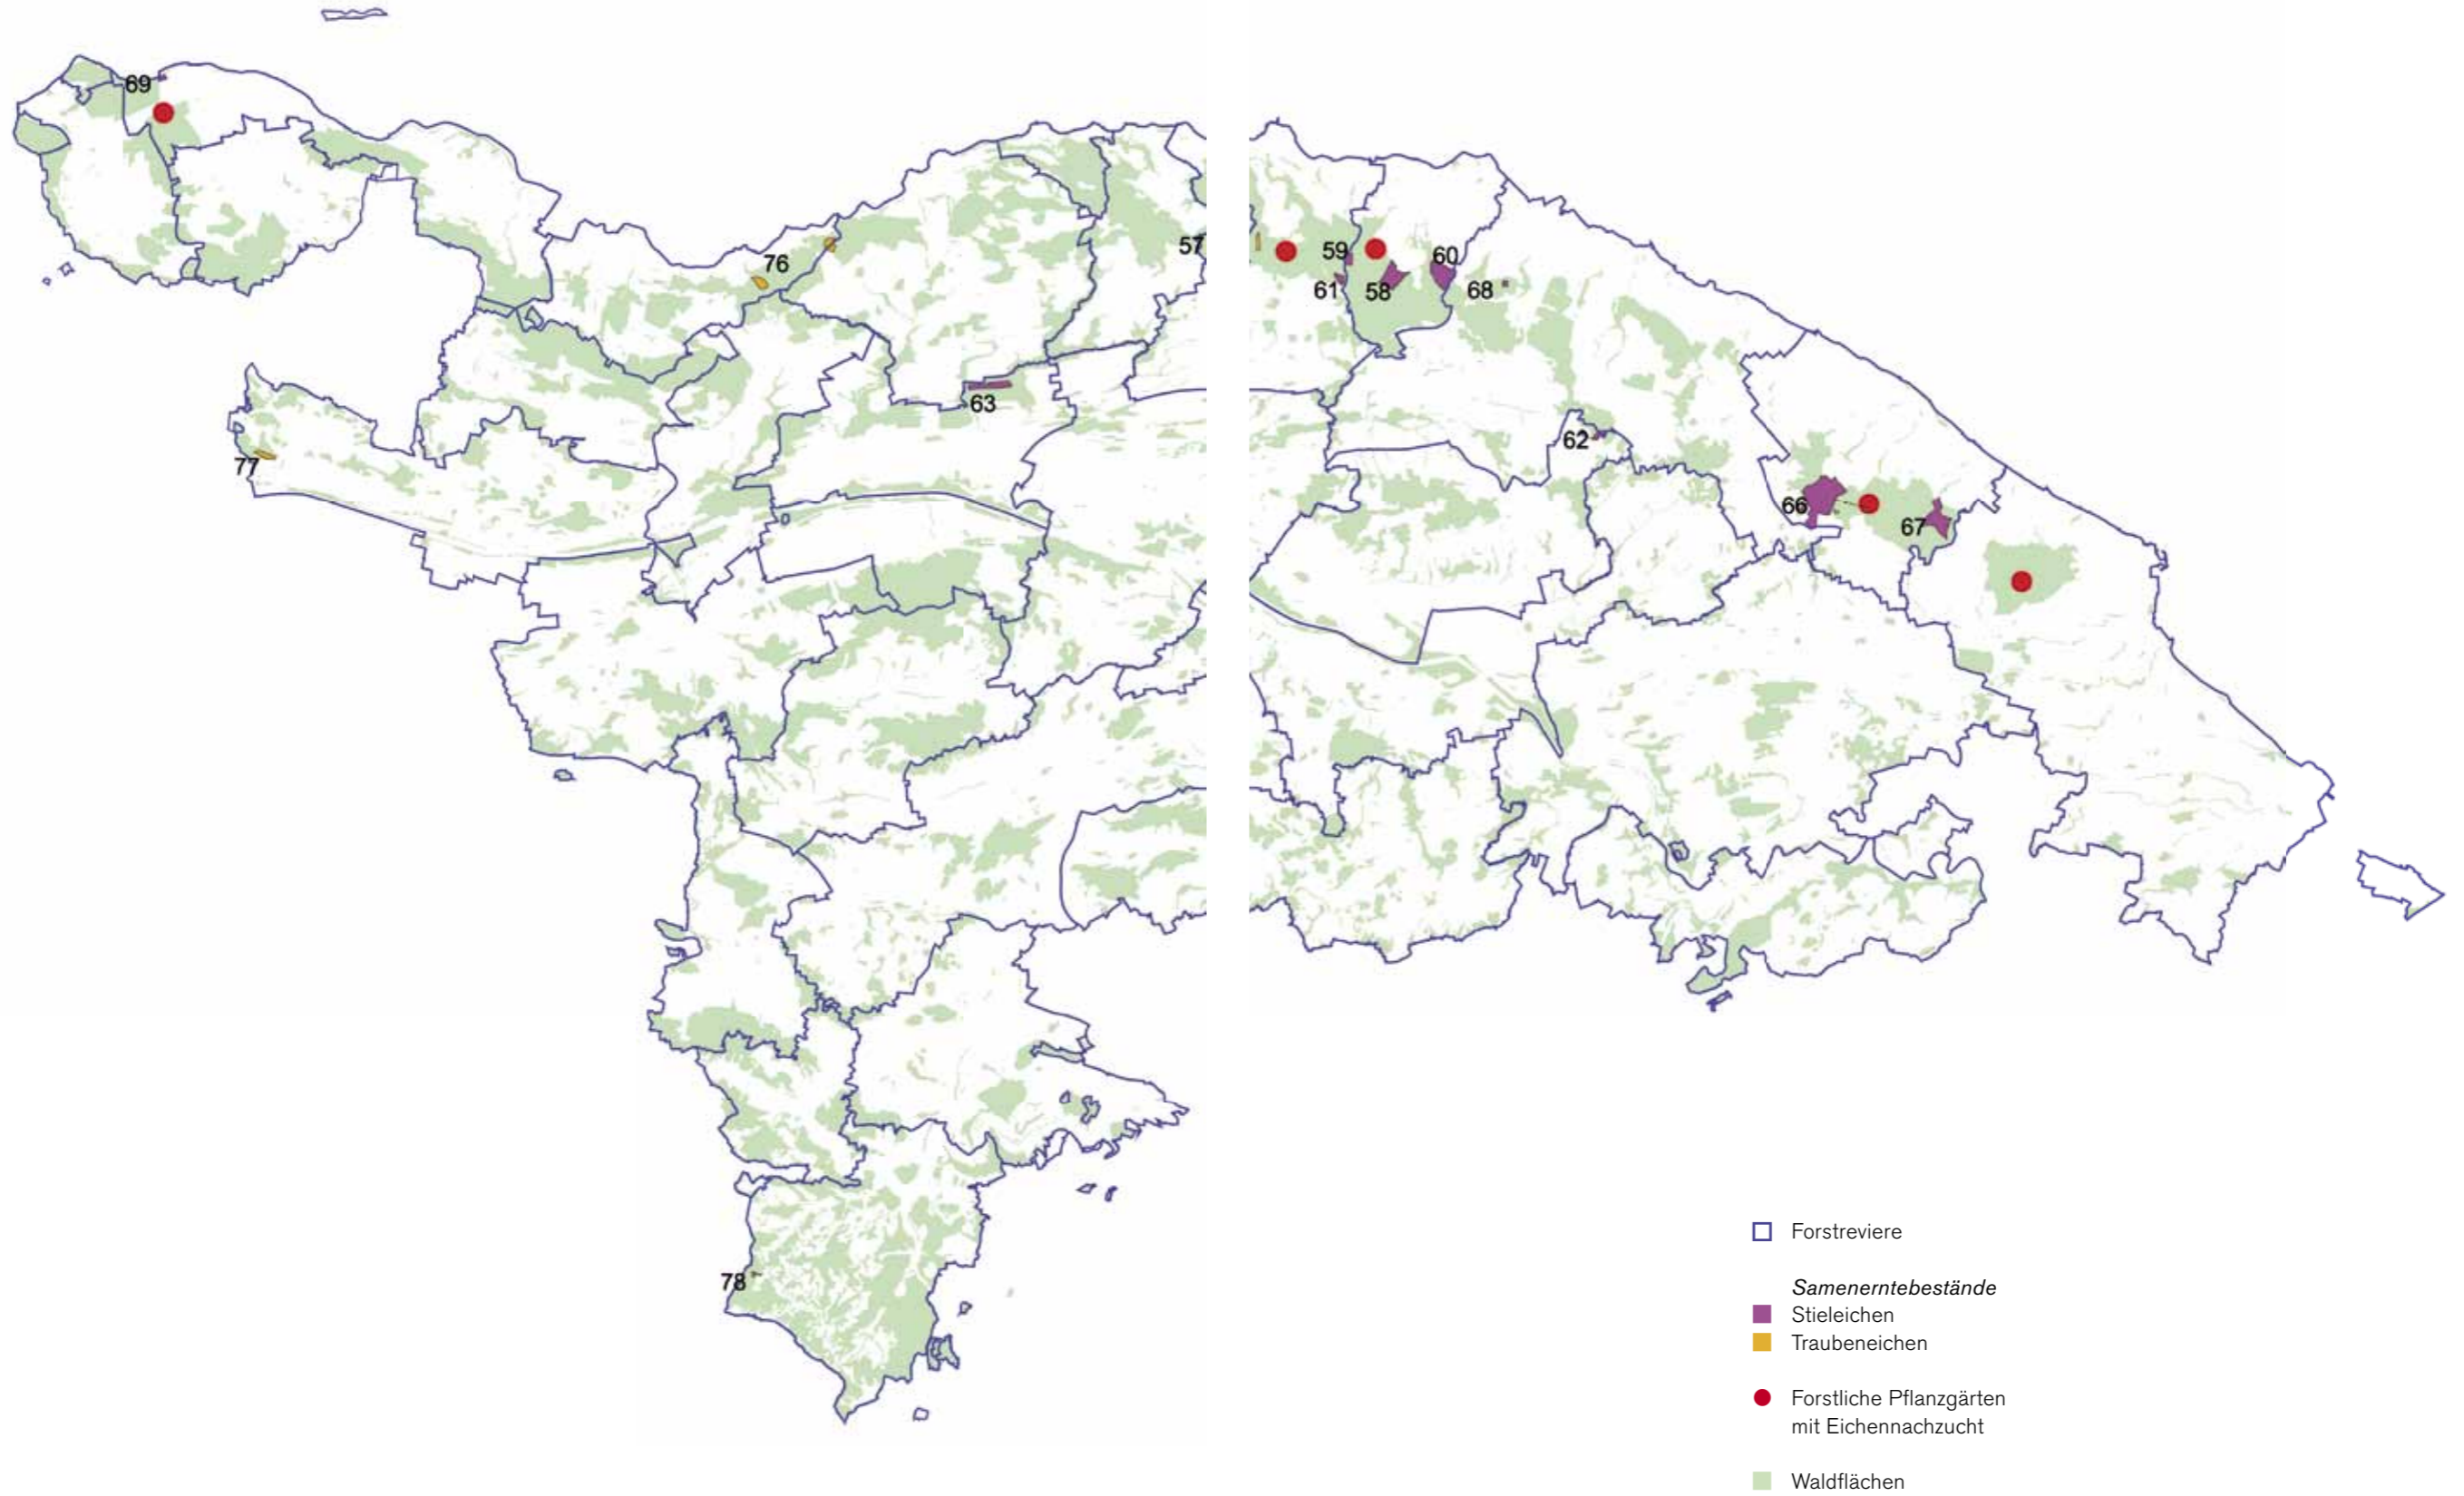 69
57
59
60
76
61
58
68
63
62
77
66
67
78
Forstreviere
Samenerntebestände
Stieleichen
Traubeneichen
Forstliche Pflanzgärten
mit Eichennachzucht
Waldflächen